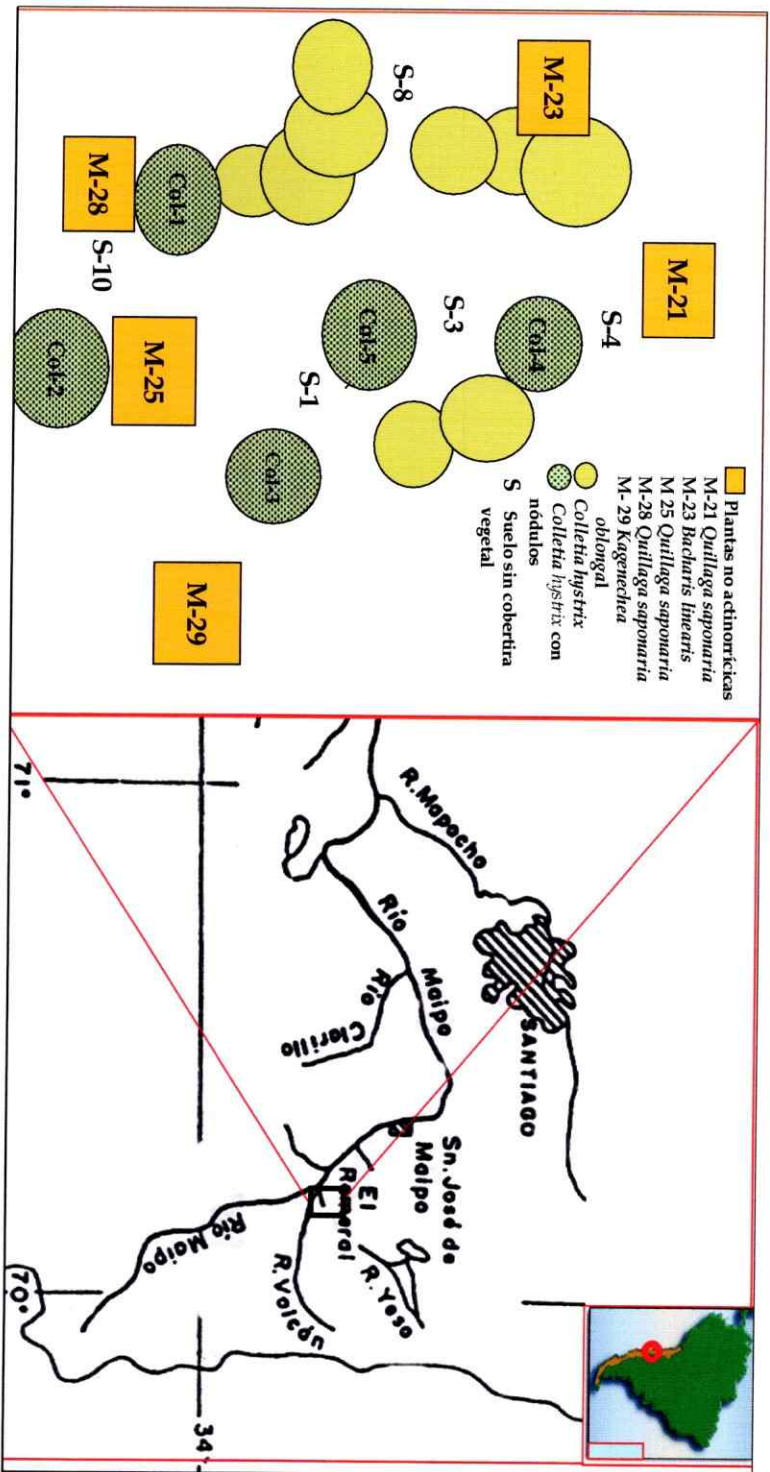 M-23
M-21
S-8
S-4
Col-4
S-3
Col-5
Col-1
M-28
S-10
S-1
M-25
Col-2
Col-3
M-29
Plantas no actinorrícicas
M-21 Quillaga saponaria
M-23 Bacharis linearis
M 25 Quillaga saponaria
M-28 Quillaga saponaria
M- 29 Kagenechea
oblongal
Colletia hystrix
Colletia hystrix con
nódulos
S Suelo sin cobertira
vegetal
R. Mapocho
SANTIAGO
Río
Maipo
Río
Clarillo
Sn. José de
Maipo
El
Romeral
R. Yeso
R. Volcán
Río Maipo
71°
70°
34°